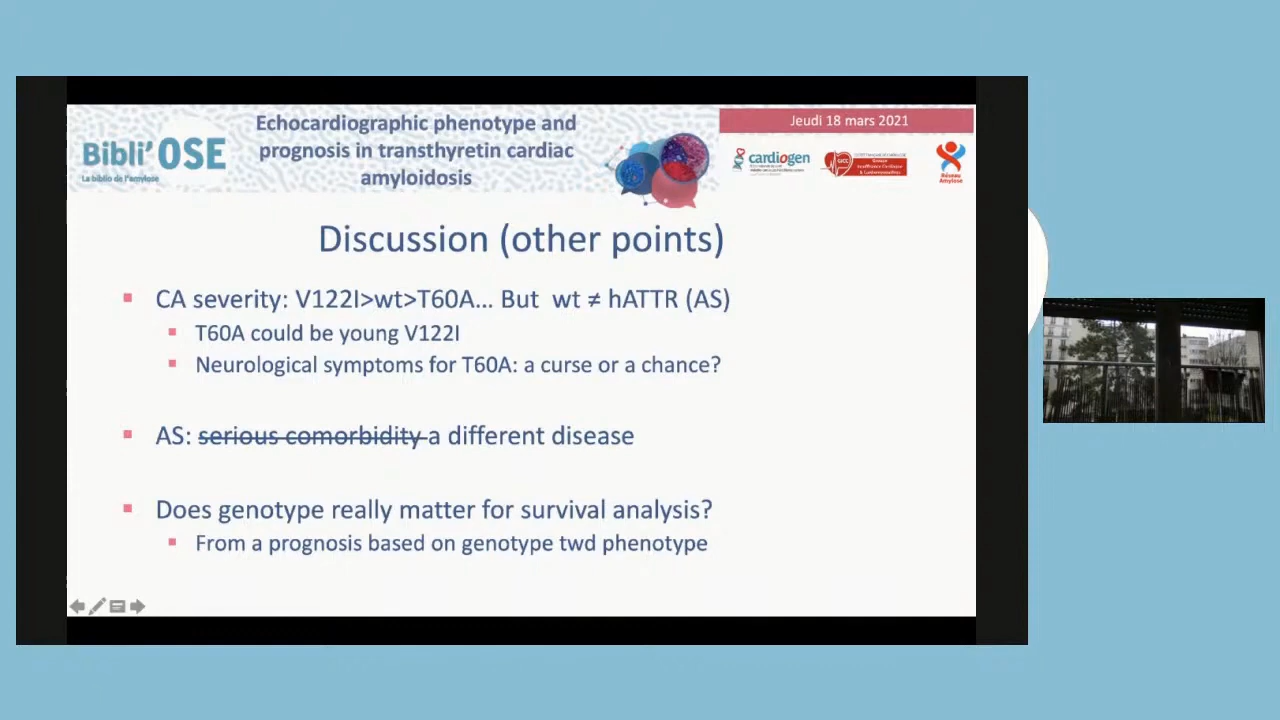 Echocardiographic phenotype and
prognosis in transthyretin cardiac
amyloidosis
Bibli'OSE
La biblio de l'amylose
Jeudi 18 mars 2021
cardiogen
GICC
Réseau
Amylose
Discussion (other points)
CA severity: V122I>wt>T60A... But wt ≠ hATTR (AS)
T60A could be young V122I
Neurological symptoms for T60A: a curse or a chance?
AS: serious comorbidity a different disease
Does genotype really matter for survival analysis?
From a prognosis based on genotype twd phenotype